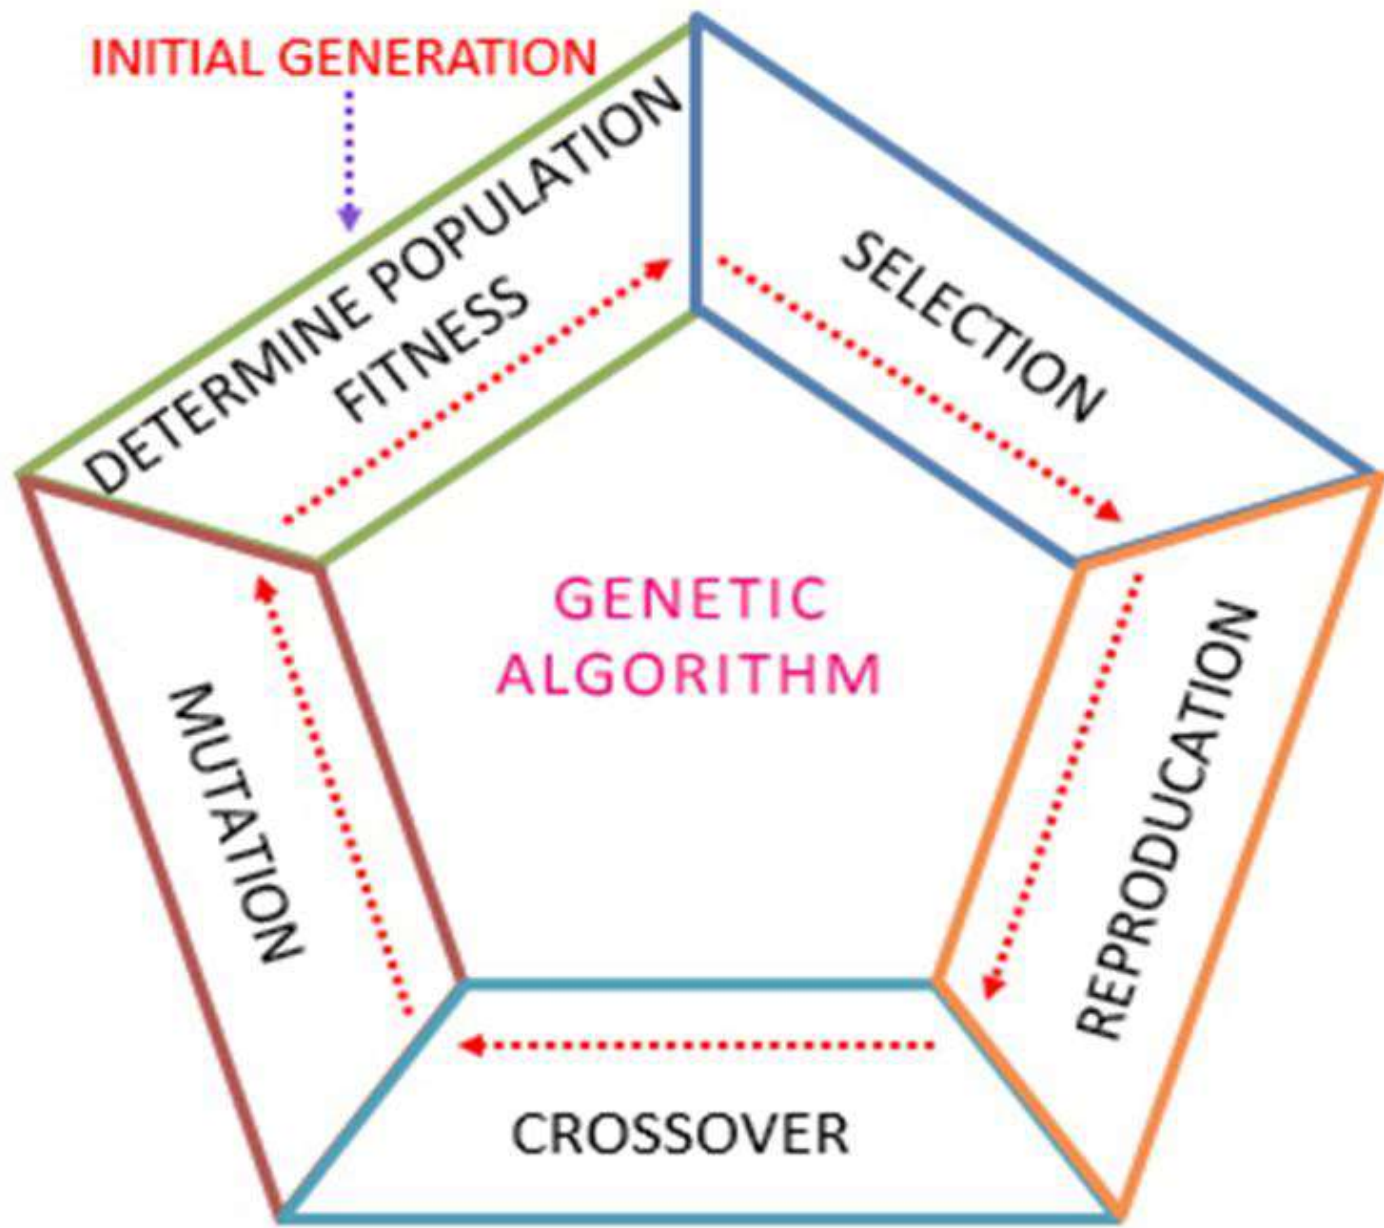 INITIAL GENERATION
DETERMINE POPULATION
FITNESS
SELECTION
REPRODUCATION
CROSSOVER
MUTATION
GENETIC
ALGORITHM